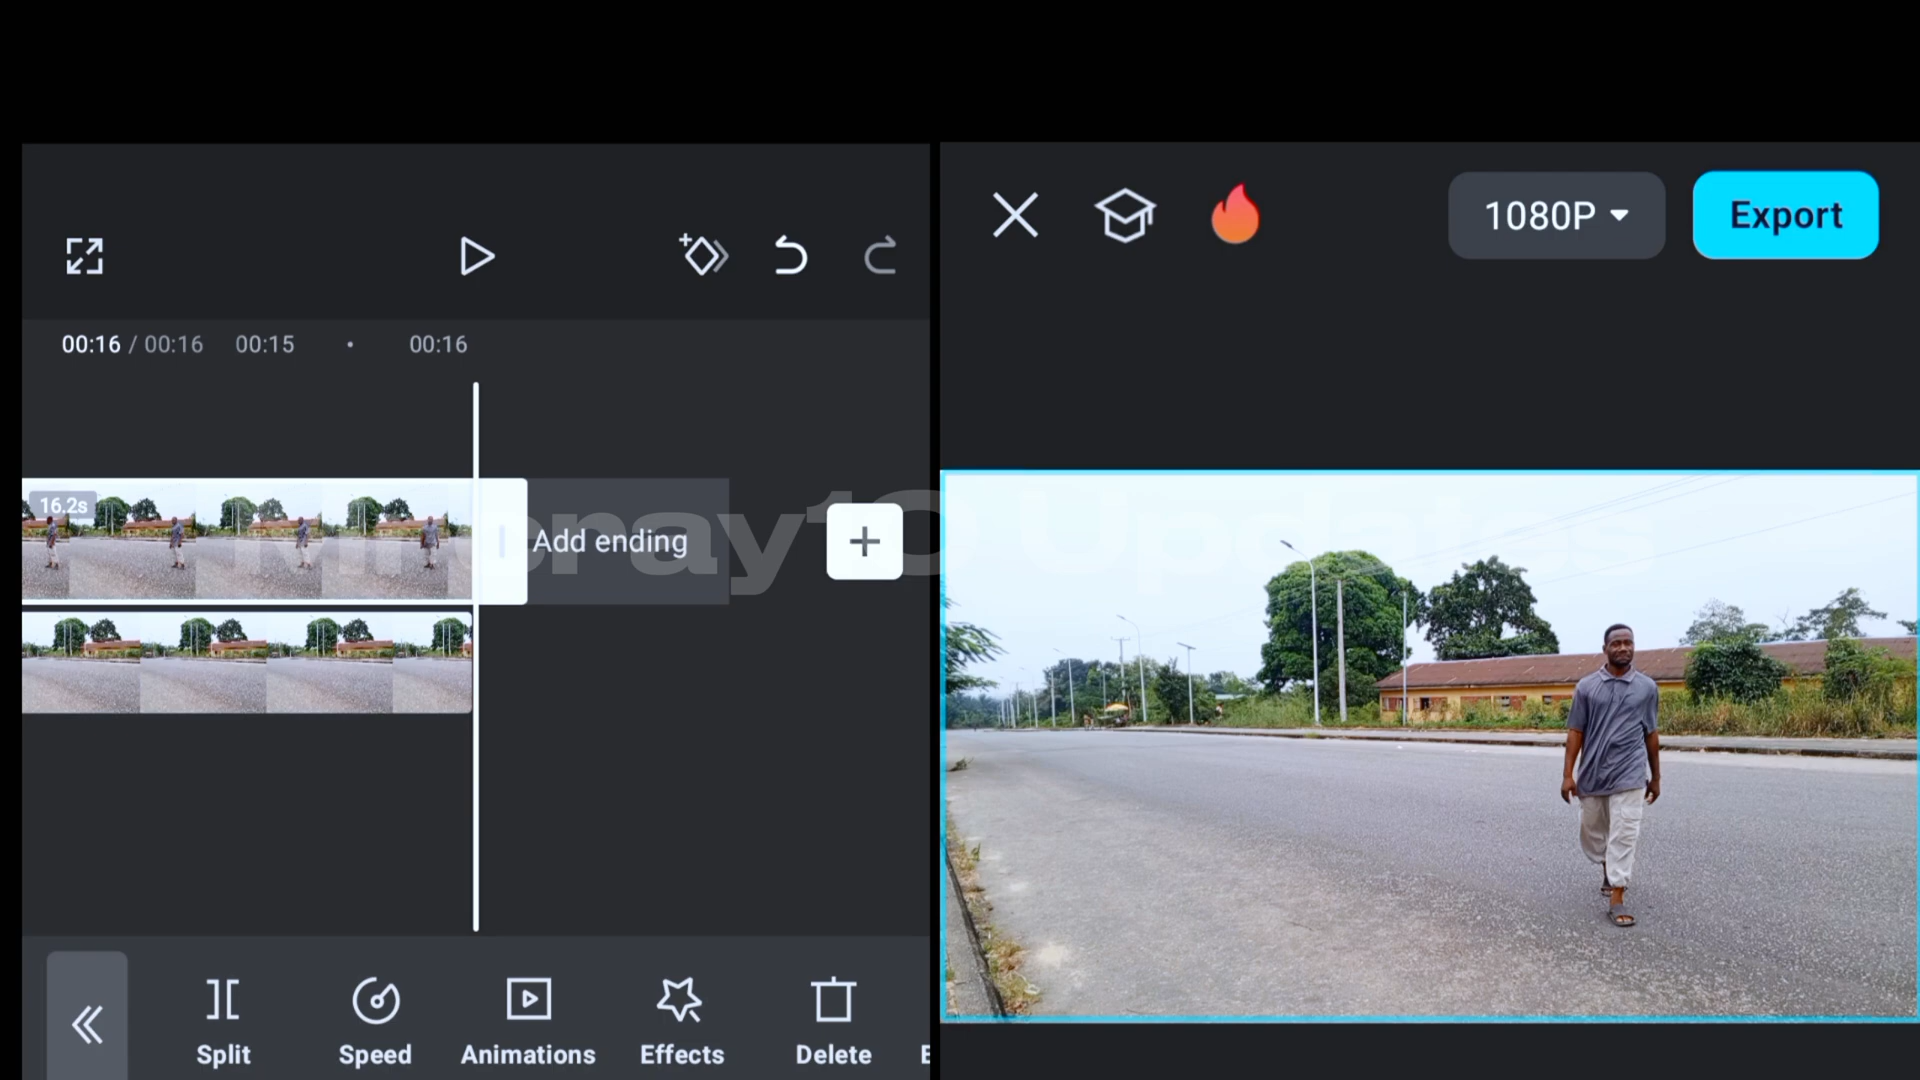 1080P
Export
00:16 / 00:16 00:15 00:16
16.2s
Add ending
Split Speed Animations Effects Delete